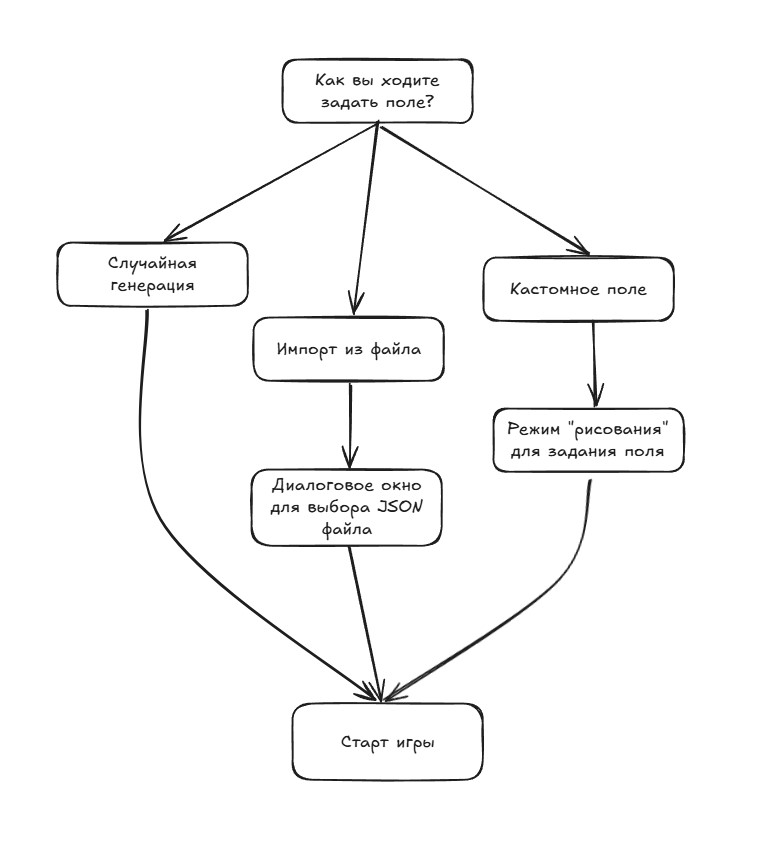 Как вы ходите
задать поле?
Случайная
генерация
Импорт из файла
Кастомное поле
Диалоговое окно
для выбора JSON
файла
Режим "рисования"
для задания поля
Старт игры